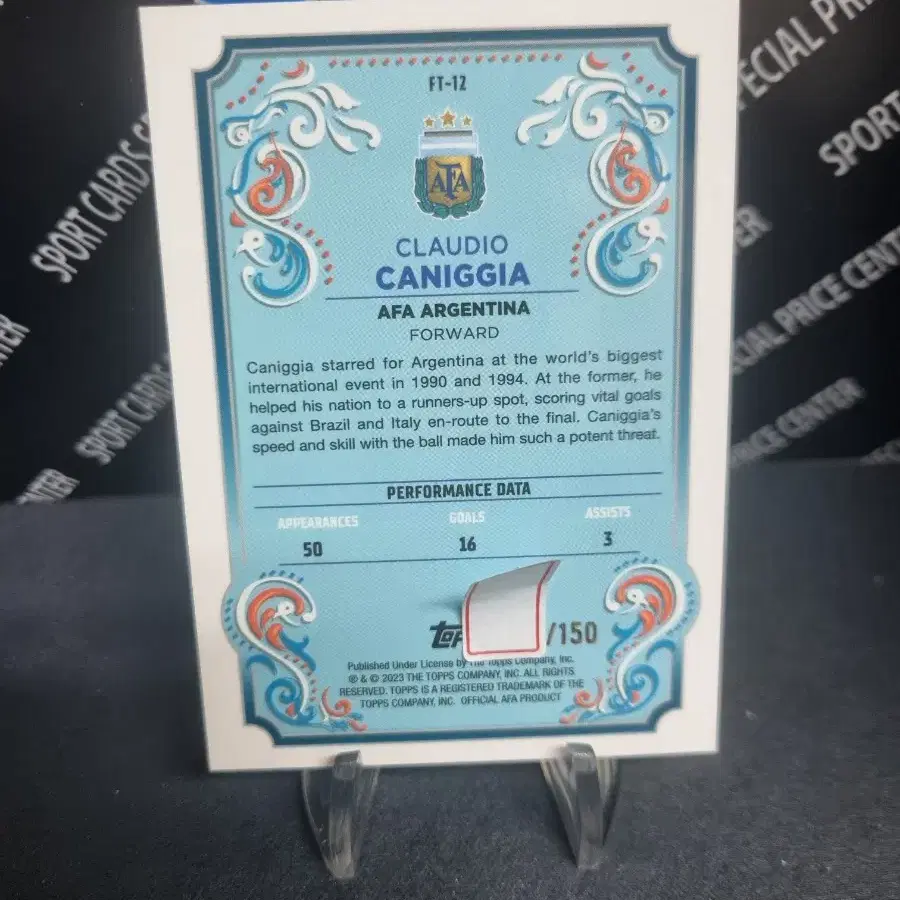 FT-12
AFA
CLAUDIO
CANIGGIA
AFA ARGENTINA
FORWARD
Caniggia starred for Argentina at the world's biggest
international event in 1990 and 1994. At the former, he
helped his nation to a runners-up spot, scoring vital goals
against Brazil and Italy en-route to the final. Caniggia's
speed and skill with the ball made him such a potent threat.
PERFORMANCE DATA
APPEARANCES GOALS ASSISTS
50 16 3
/150
Published Under License by The Topps Company, Inc.
® & © 2023 THE TOPPS COMPANY, INC. ALL RIGHTS
RESERVED. TOPPS IS A REGISTERED TRADEMARK OF THE
TOPPS COMPANY, INC. OFFICIAL AFA PRODUCT
SPORT CARDS
SPORT CARDS
SPORT
PRICE CENTER